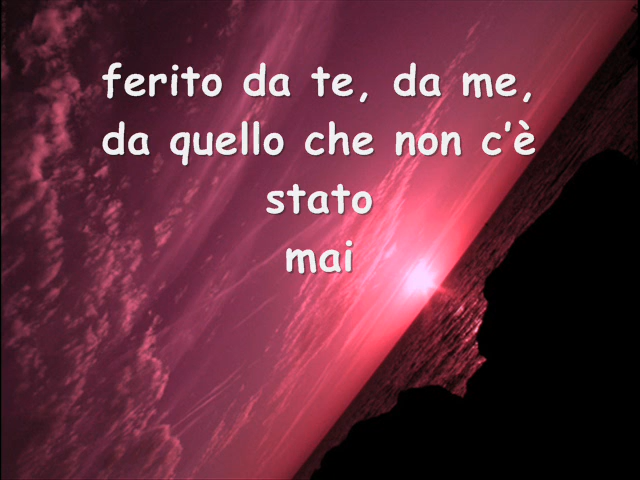 ferito da te, da me,
da quello che non c'è
stato
mai